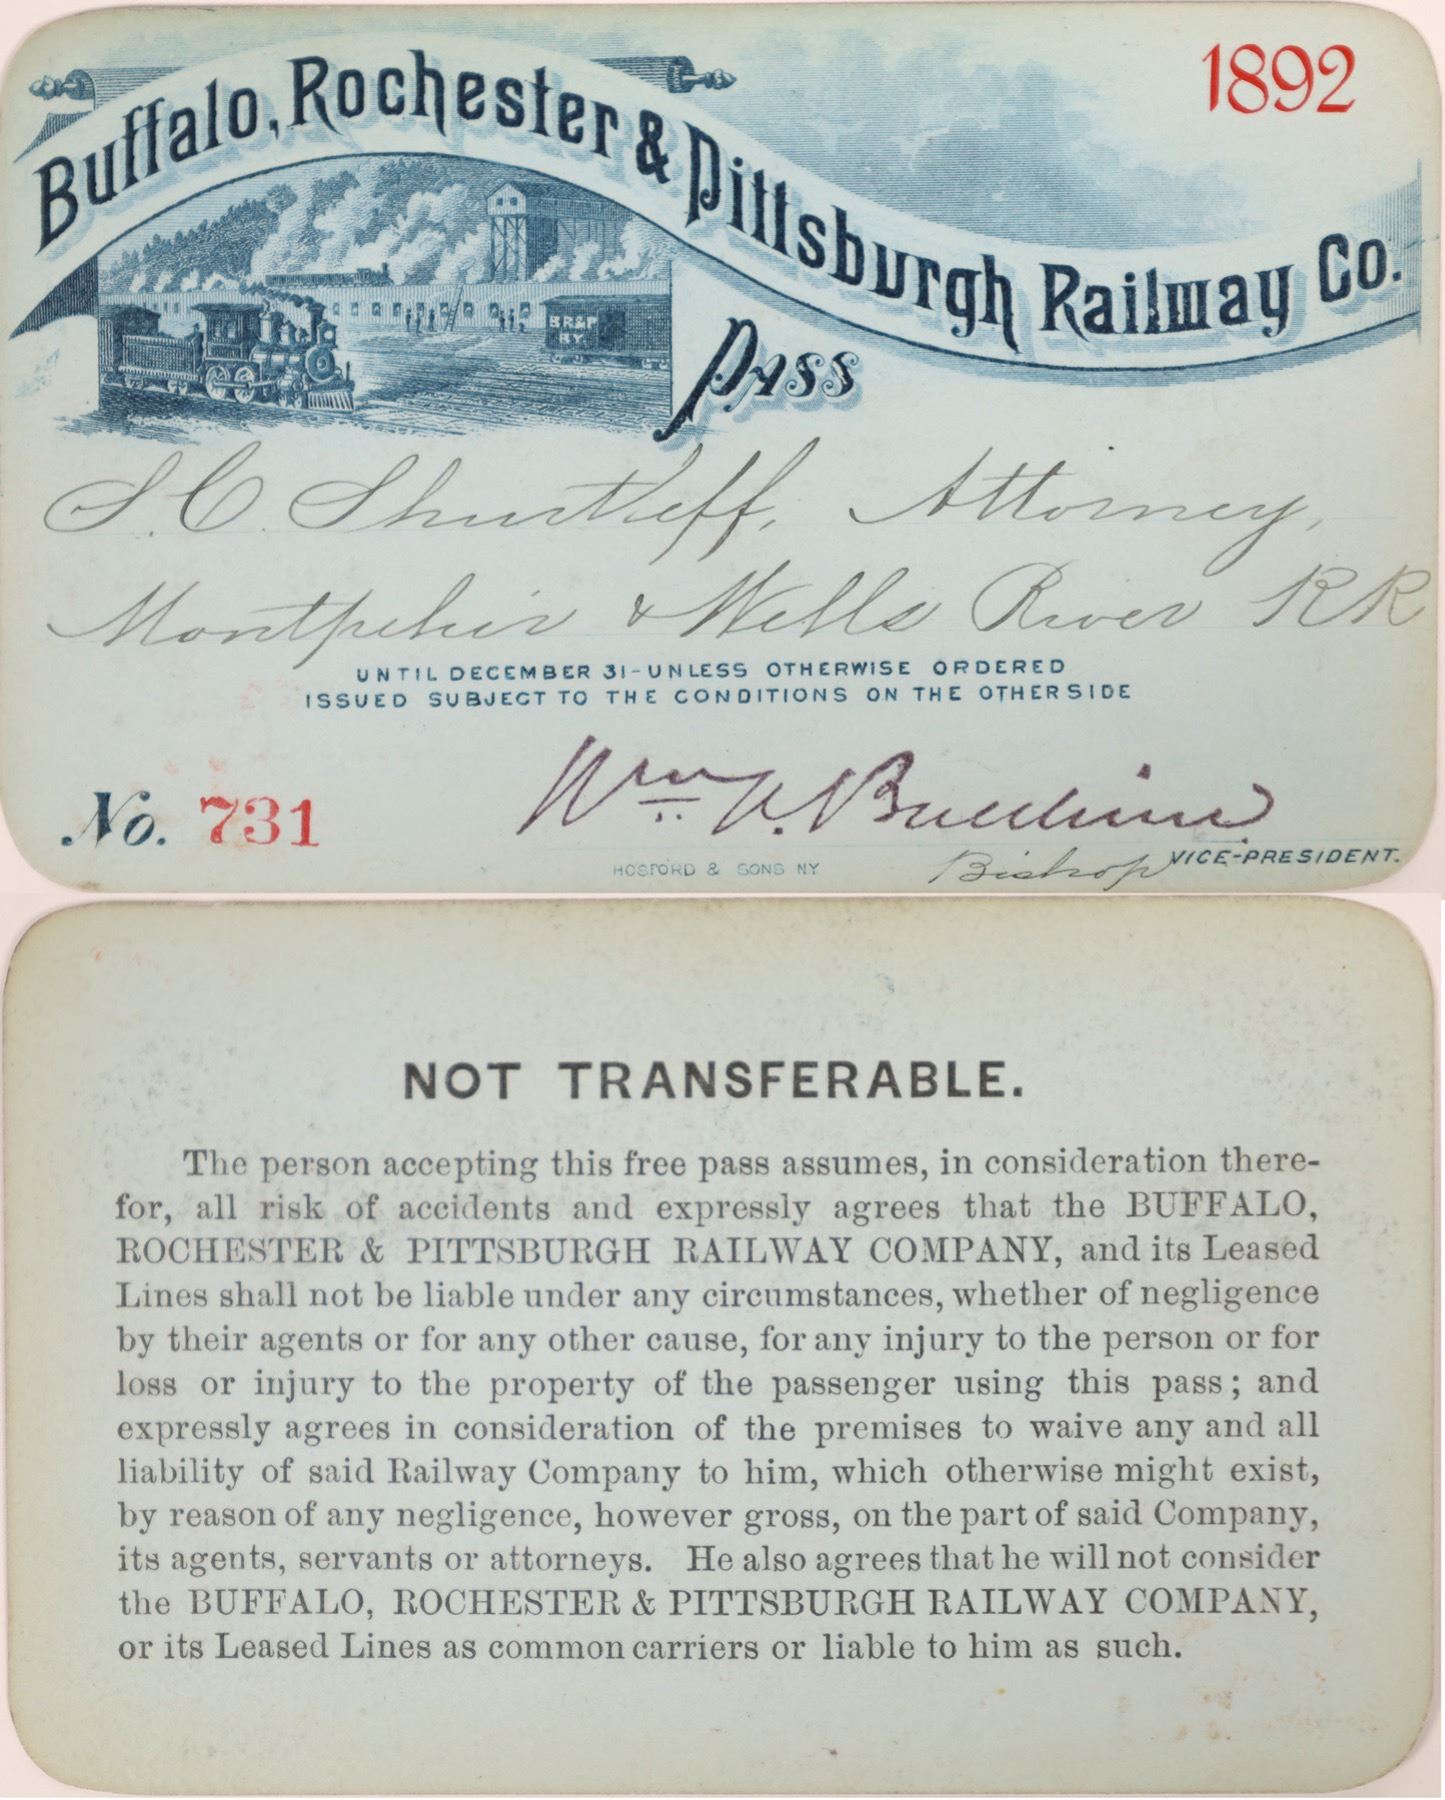 1892
Buffalo, Rochester & Pittsburgh Railway Co.
BR&P
RY
Pass
S. C. Shurtleff, Attorney,
Montpelier & Wells River RR
UNTIL DECEMBER 31-UNLESS OTHERWISE ORDERED
ISSUED SUBJECT TO THE CONDITIONS ON THE OTHERSIDE
No. 731
Wm
HOSFORD & SONS NY
Bishop VICE-PRESIDENT.
NOT TRANSFERABLE.
The person accepting this free pass assumes, in consideration there-
for, all risk of accidents and expressly agrees that the BUFFALO,
ROCHESTER & PITTSBURGH RAILWAY COMPANY, and its Leased
Lines shall not be liable under any circumstances, whether of negligence
by their agents or for any other cause, for any injury to the person or for
loss or injury to the property of the passenger using this pass; and
expressly agrees in consideration of the premises to waive any and all
liability of said Railway Company to him, which otherwise might exist,
by reason of any negligence, however gross, on the part of said Company,
its agents, servants or attorneys. He also agrees that he will not consider
the BUFFALO, ROCHESTER & PITTSBURGH RAILWAY COMPANY,
or its Leased Lines as common carriers or liable to him as such.